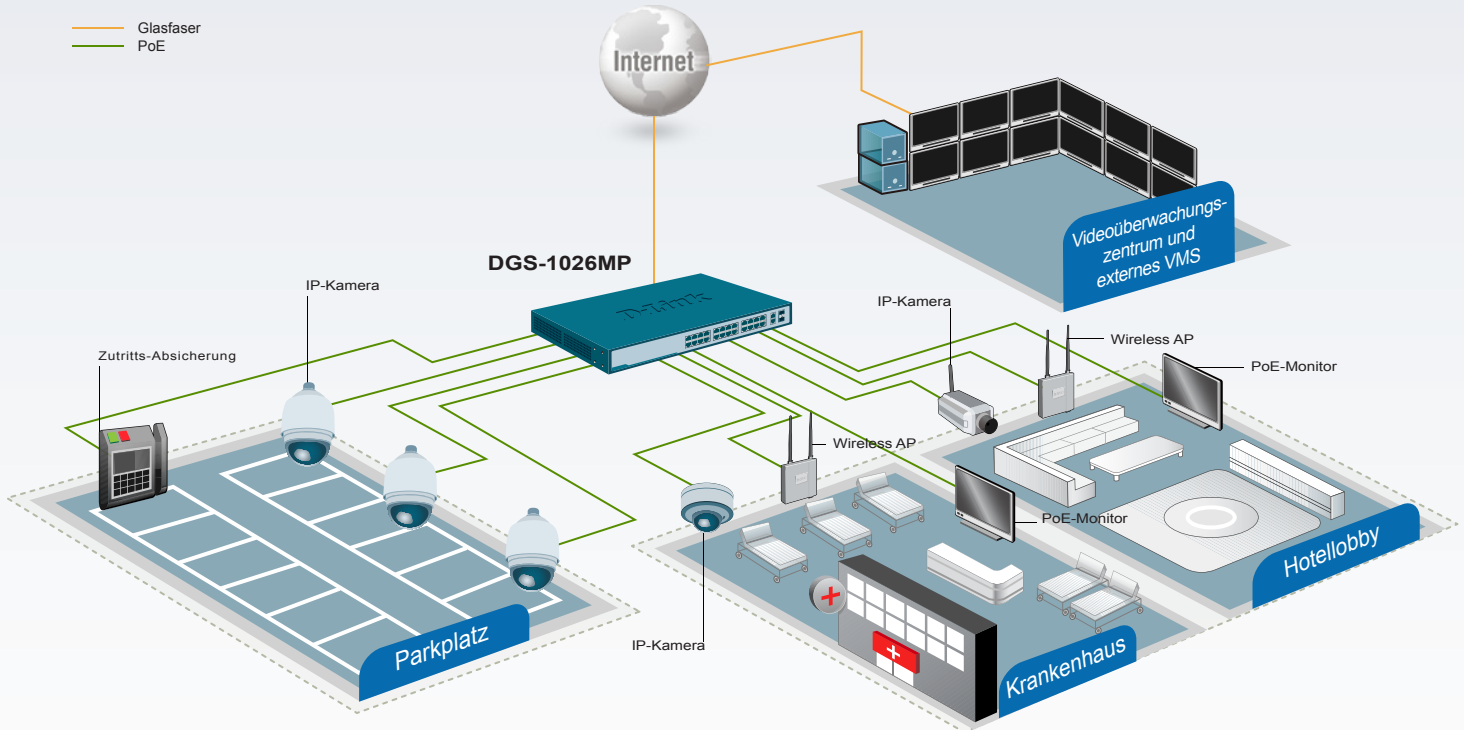 Glasfaser
PoE
Internet
Videoüberwachungs-
zentrum und
externes VMS
DGS-1026MP
D-Link
IP-Kamera
IP-Kamera
Zutritts-Absicherung
Wireless AP
PoE-Monitor
Wireless AP
PoE-Monitor
Hotellobby
IP-Kamera
Parkplatz
Krankenhaus